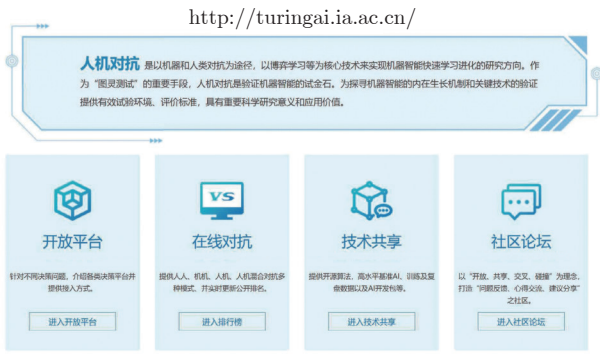 http://turingai.ia.ac.cn/
人机对抗 是以机器和人类对抗为途径，以博弈学习等为核心技术来实现机器智能快速学习进化的研究方向。作
为“图灵测试”的重要手段，人机对抗是验证机器智能的试金石。为探寻机器智能的内在生长机制和关键技术的验证
提供有效试验环境、评价标准，具有重要科学研究意义和应用价值。
开放平台
针对不同决策问题，介绍各类决策平台并
提供接入方式。
进入开放平台
VS
在线对抗
提供人人、机机、人机、人机混合对抗多
种模式，并实时更新公开排名。
进入排行榜
技术共享
提供开源算法、高水平基准AI、训练及复
盘数据以及AI开发包等。
进入技术共享
社区论坛
以“开放、共享、交叉、碰撞”为理念，
打造“问题反馈、心得交流、建议分享”
之社区。
进入社区论坛